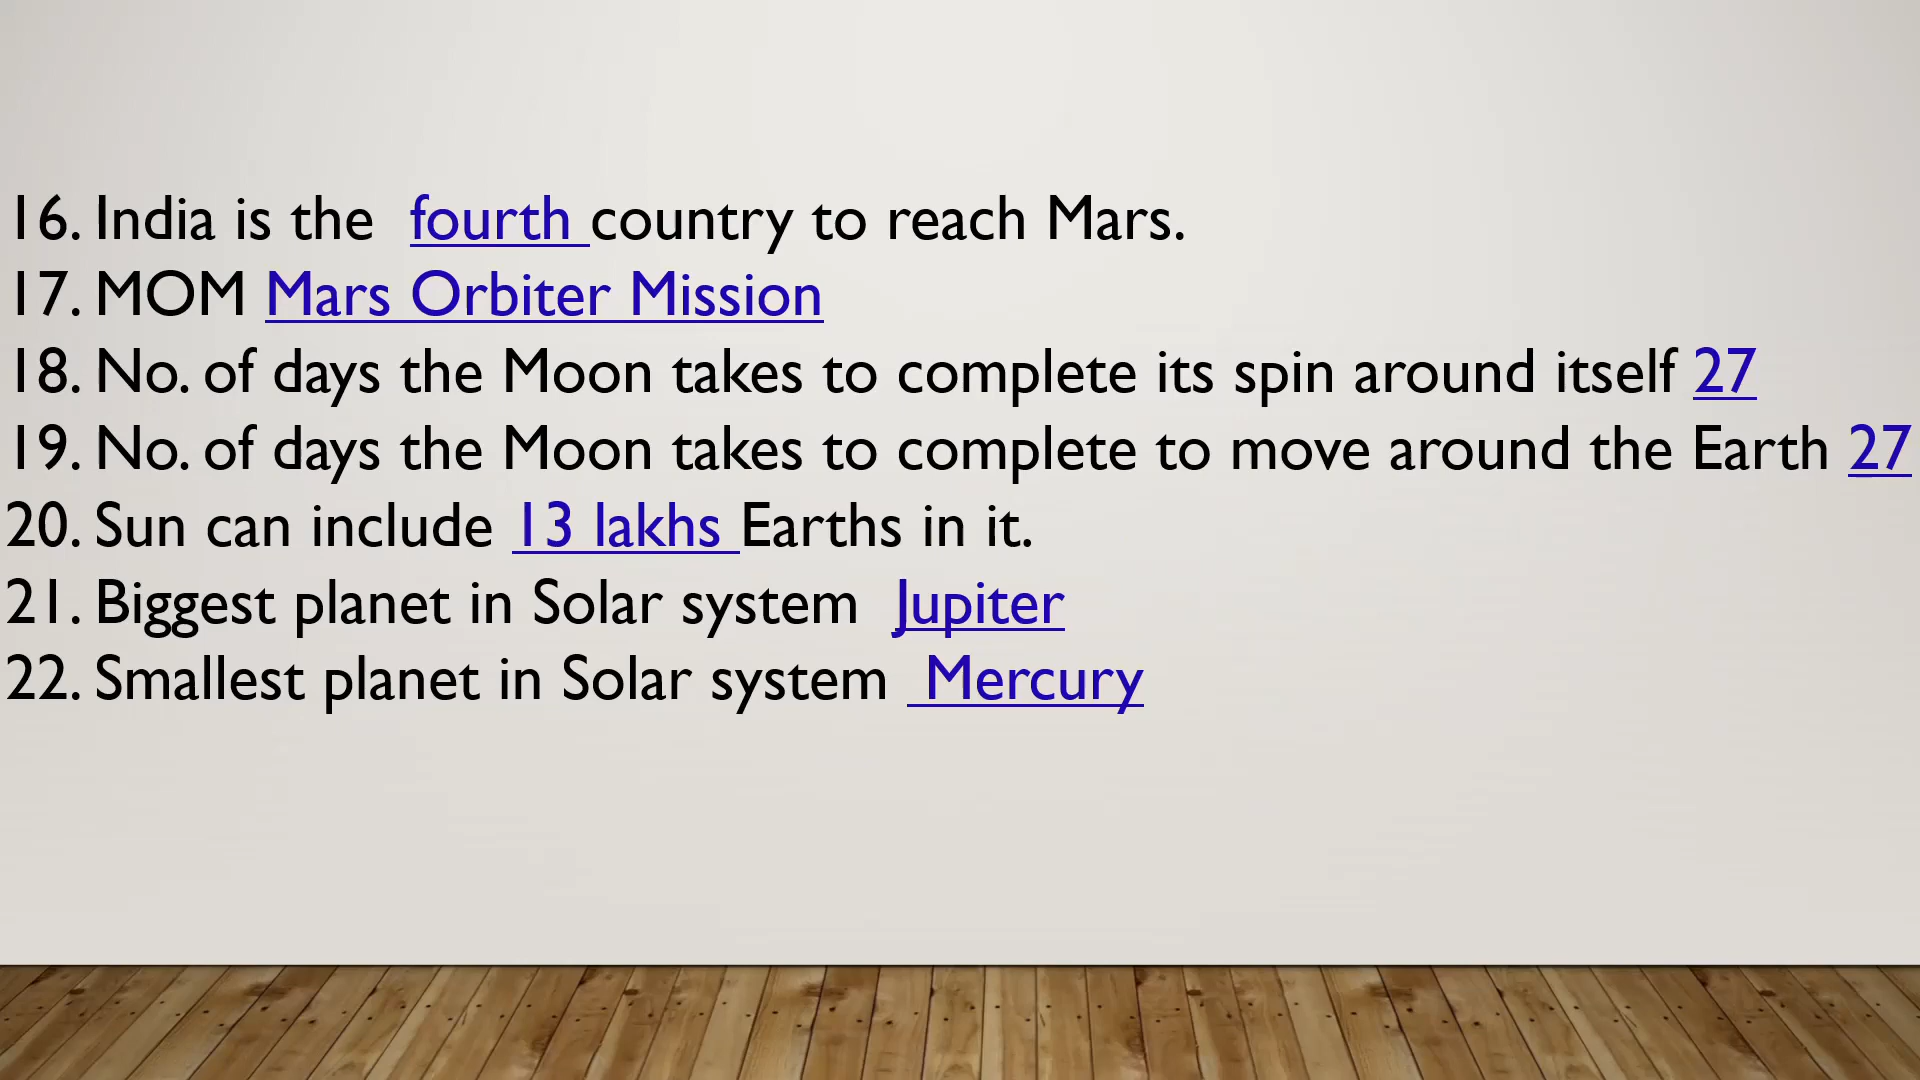 16. India is the fourth country to reach Mars.
17. MOM Mars Orbiter Mission
18. No. of days the Moon takes to complete its spin around itself 27
19. No. of days the Moon takes to complete to move around the Earth 27
20. Sun can include 13 lakhs Earths in it.
21. Biggest planet in Solar system Jupiter
22. Smallest planet in Solar system Mercury